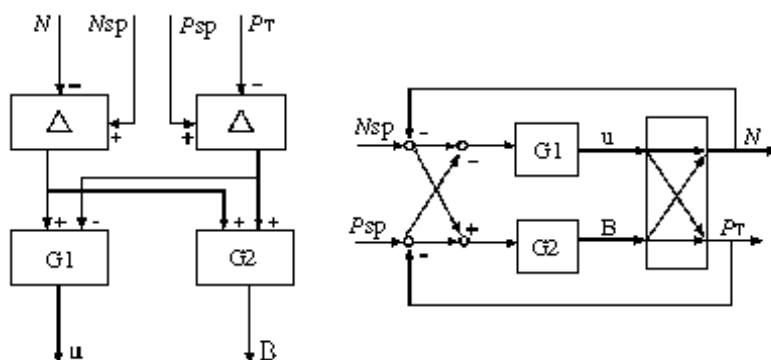 N Nsp Psp Pт
- -
△ + + △
+ - + +
G1 G2
u B
Nsp - - G1 u N
Psp - + G2 B Pт